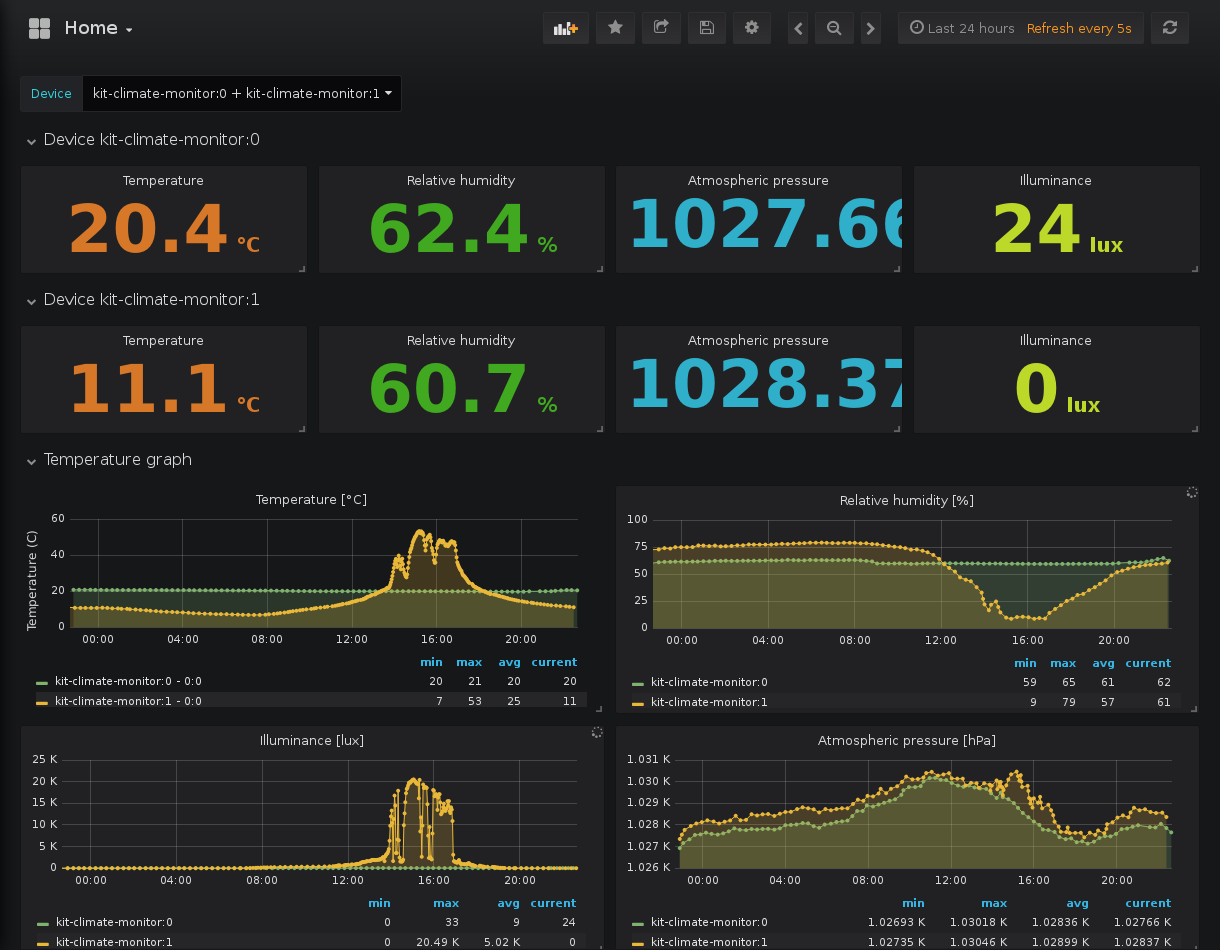 Home
Last 24 hours Refresh every 5s
Device kit-climate-monitor:0 + kit-climate-monitor:1
Device kit-climate-monitor:0
Temperature Relative humidity Atmospheric pressure Illuminance
20.4 °C 62.4 % 1027.66 24 lux
Device kit-climate-monitor:1
Temperature Relative humidity Atmospheric pressure Illuminance
11.1 °C 60.7 % 1028.37 0 lux
Temperature graph
Temperature [°C]
Temperature (C)
60
40
20
0
00:00 04:00 08:00 12:00 16:00 20:00
min max avg current
kit-climate-monitor:0 - 0:0 20 21 20 20
kit-climate-monitor:1 - 0:0 7 53 25 11
Relative humidity [%]
100
75
50
25
0
00:00 04:00 08:00 12:00 16:00 20:00
min max avg current
kit-climate-monitor:0 59 65 61 62
kit-climate-monitor:1 9 79 57 61
Illuminance [lux]
25 K
20 K
15 K
10 K
5 K
0
00:00 04:00 08:00 12:00 16:00 20:00
min max avg current
kit-climate-monitor:0 0 33 9 24
kit-climate-monitor:1 0 20.49 K 5.02 K 0
Atmospheric pressure [hPa]
1.031 K
1.030 K
1.029 K
1.028 K
1.027 K
1.026 K
00:00 04:00 08:00 12:00 16:00 20:00
min max avg current
kit-climate-monitor:0 1.02693 K 1.03018 K 1.02836 K 1.02766 K
kit-climate-monitor:1 1.02735 K 1.03046 K 1.02899 K 1.02837 K